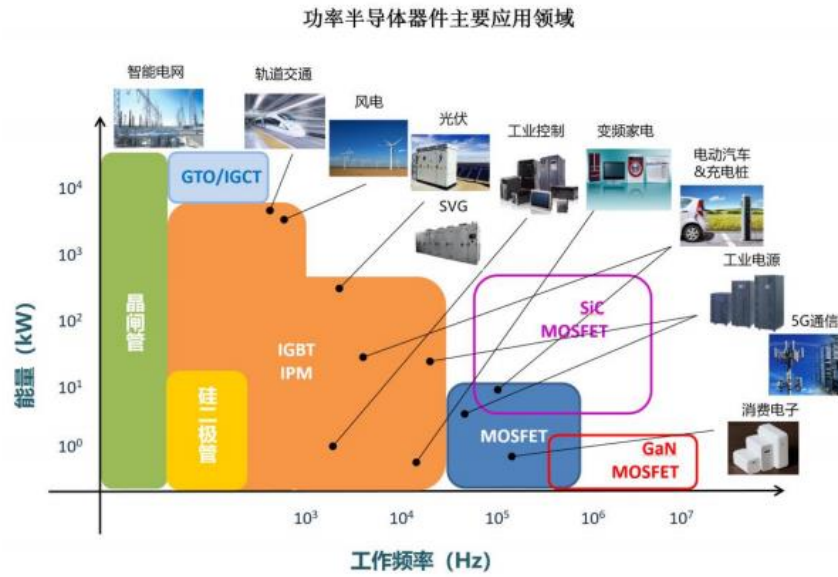 功率半导体器件主要应用领域
智能电网
轨道交通
风电
光伏
工业控制
变频家电
电动汽车
&充电桩
SVG
工业电源
5G通信
消费电子
能量（kW）
10⁴
10³
10²
10¹
10⁰
晶闸管
GTO/IGCT
硅二极管
IGBT
IPM
SiC
MOSFET
MOSFET
GaN
MOSFET
10³
10⁴
10⁵
10⁶
10⁷
工作频率（Hz）